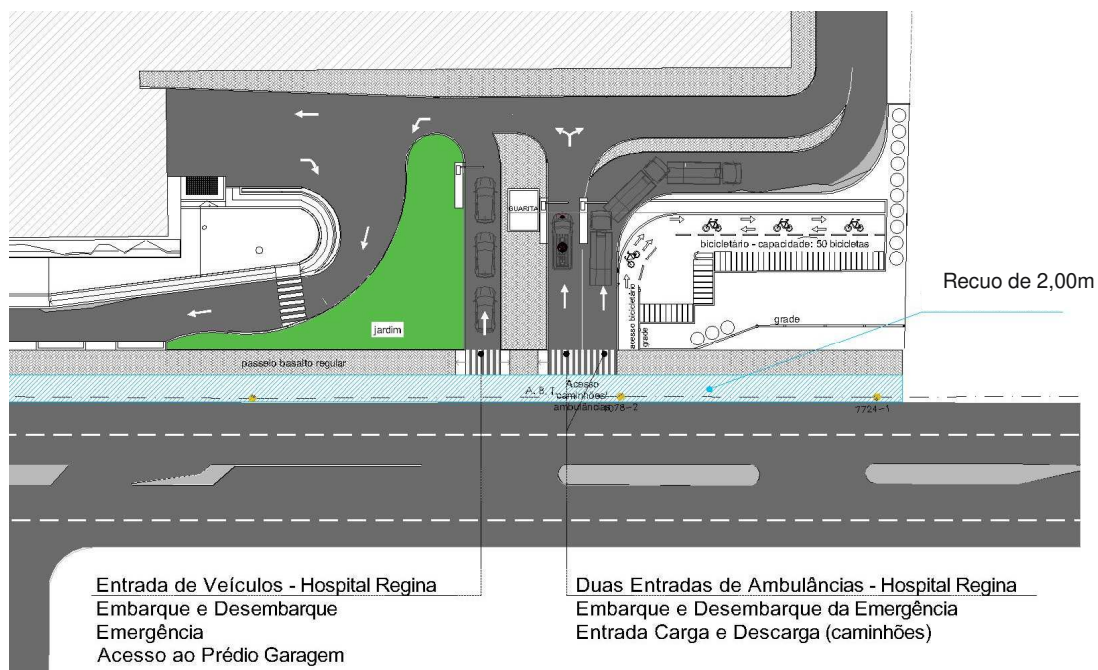 GUARITA
bicicletário - capacidade: 50 bicicletas
Recuo de 2,00m
acesso bicicletário
grade
grade
jardim
passeio basalto regular
A. B. T.
Acesso
caminhões/
ambulâncias
78-2
7724-1
Entrada de Veículos - Hospital Regina
Embarque e Desembarque
Emergência
Acesso ao Prédio Garagem
Duas Entradas de Ambulâncias - Hospital Regina
Embarque e Desembarque da Emergência
Entrada Carga e Descarga (caminhões)